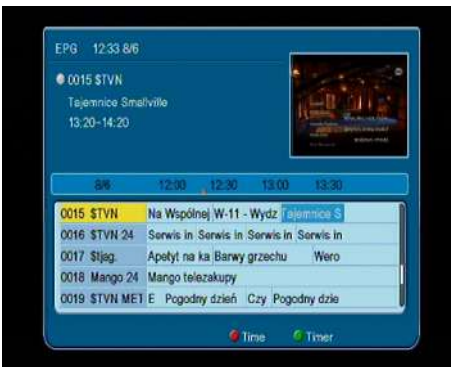 EPG 12:33 8/6
0015 $TVN
Tajemnice Smallville
13:20-14:20
8/6 12:00 12:30 13:00 13:30
0015 $TVN Na Wspólnej W-11 - Wydz Tajemnice S
0016 $TVN 24 Serwis in Serwis in Serwis in Serwis in
0017 $tjag. Apetyt na ka Barwy grzechu Wero
0018 Mango 24 Mango telezakupy
0019 $TVN MET E Pogodny dzień Czy Pogodny dzie
Time Timer